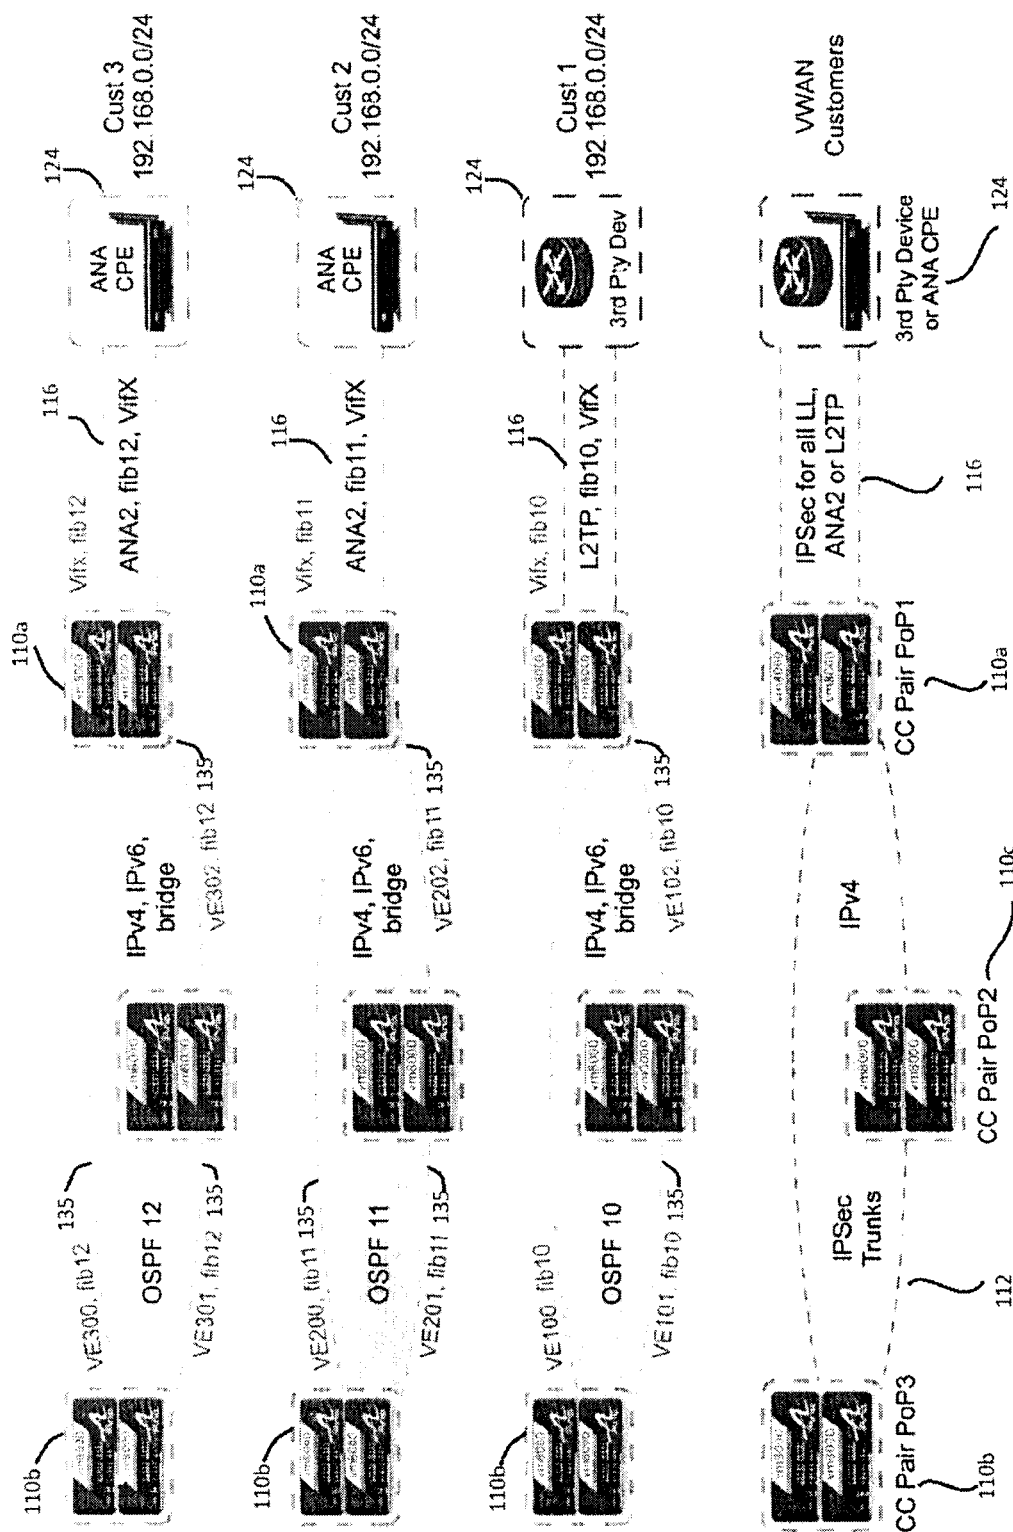 110b
VE300, fib12
135
OSPF 12
VE301, fib12
135
IPv4, IPv6,
bridge
VE302, fib12
135
110a
Vifx, fib12
116
ANA2, fib12, VifX
124
ANA
CPE
Cust 3
192.168.0.0/24
110b
VE200, fib11
135
OSPF 11
VE201, fib11
135
IPv4, IPv6,
bridge
VE202, fib11
135
110a
Vifx, fib11
116
ANA2, fib11, VifX
124
ANA
CPE
Cust 2
192.168.0.0/24
110b
VE100, fib10
OSPF 10
VE101, fib10
135
IPv4, IPv6,
bridge
VE102, fib10
135
Vifx, fib10
116
L2TP, fib10, VifX
124
3rd Pty Dev
Cust 1
192.168.0.0/24
CC Pair PoP3
110b
IPSec
Trunks
112
CC Pair PoP2
110c
IPv4
CC Pair PoP1
110a
IPSec for all LL,
ANA2 or L2TP
116
3rd Pty Device
or ANA CPE
124
VWAN
Customers